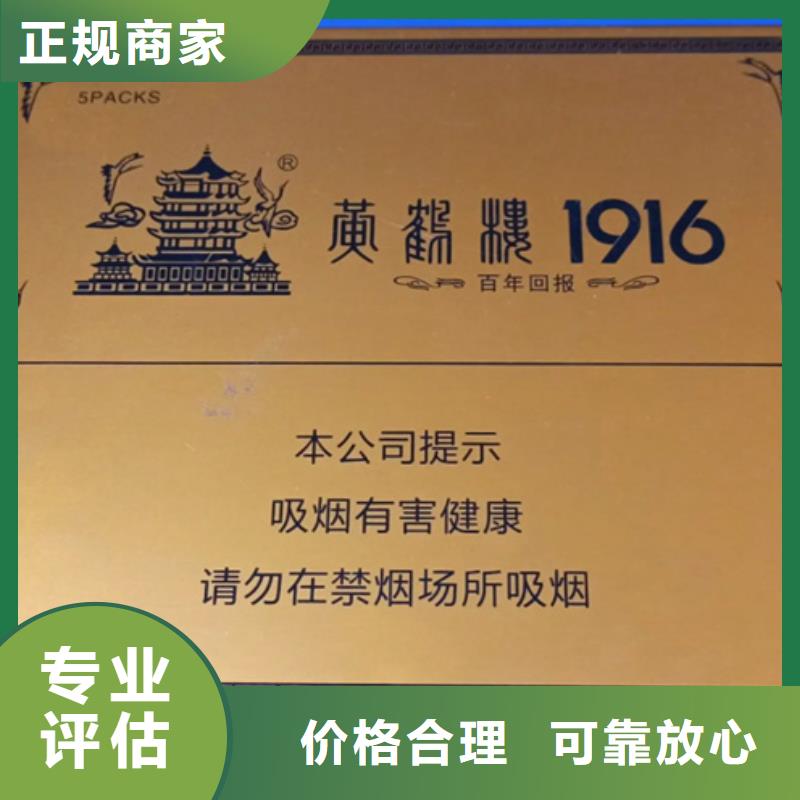 正规商家
5PACKS
®
黄鹤楼 1916
百年回报
本公司提示
吸烟有害健康
请勿在禁烟场所吸烟
专业
评估
价格合理 可靠放心